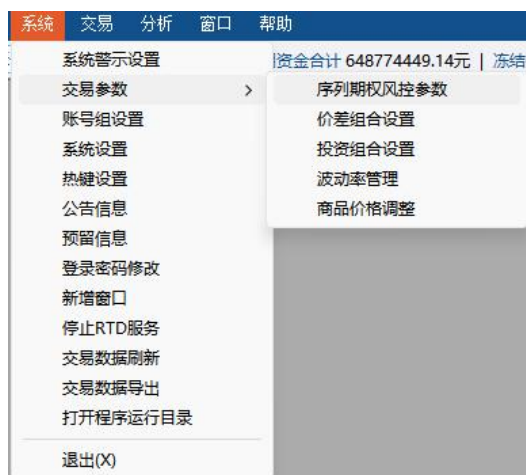 系统 交易 分析 窗口 帮助
资金合计 648774449.14元 | 冻结
系统警示设置
交易参数 >
序列期权风控参数
账号组设置
价差组合设置
系统设置
投资组合设置
热键设置
波动率管理
公告信息
商品价格调整
预留信息
登录密码修改
新增窗口
停止RTD服务
交易数据刷新
交易数据导出
打开程序运行目录
退出(X)